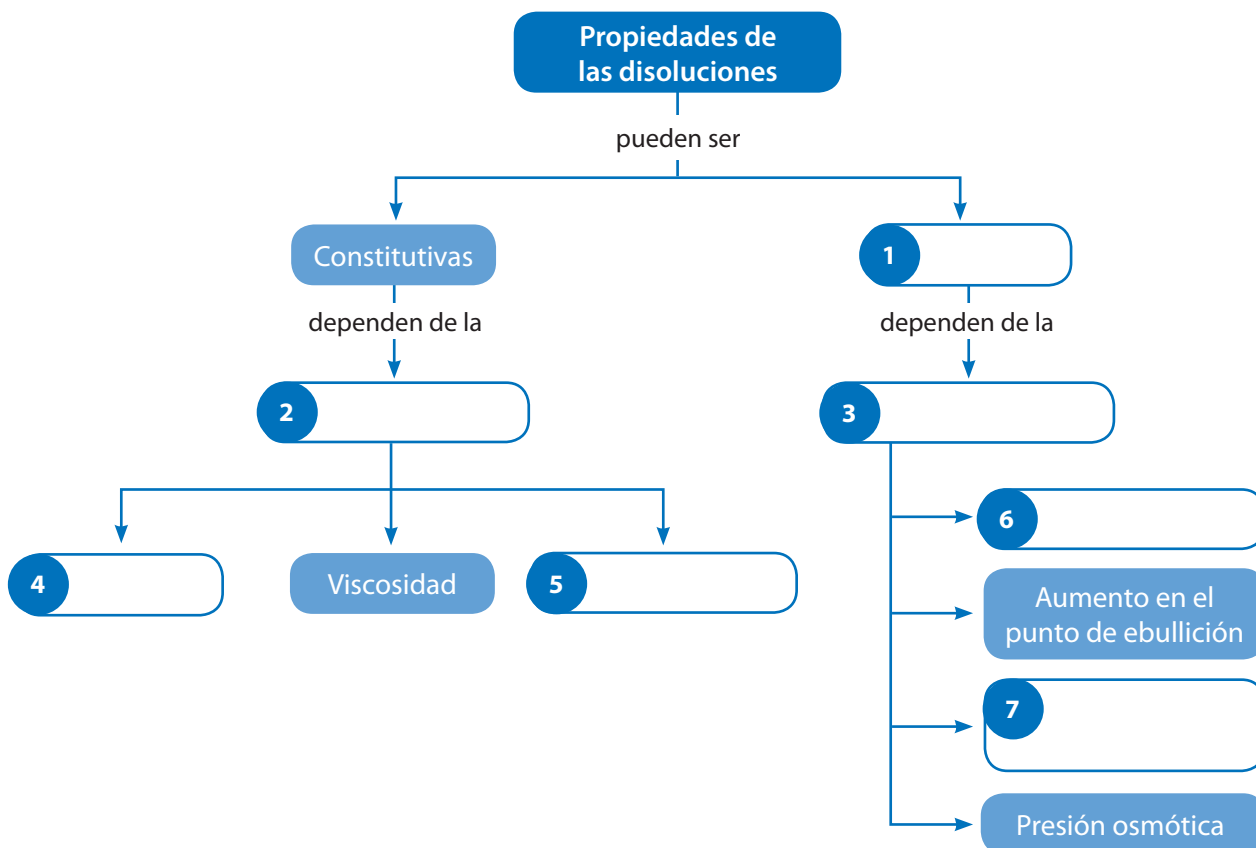 Propiedades de
las disoluciones
pueden ser
Constitutivas
1
dependen de la
dependen de la
2
3
4
Viscosidad
5
6
Aumento en el
punto de ebullición
7
Presión osmótica